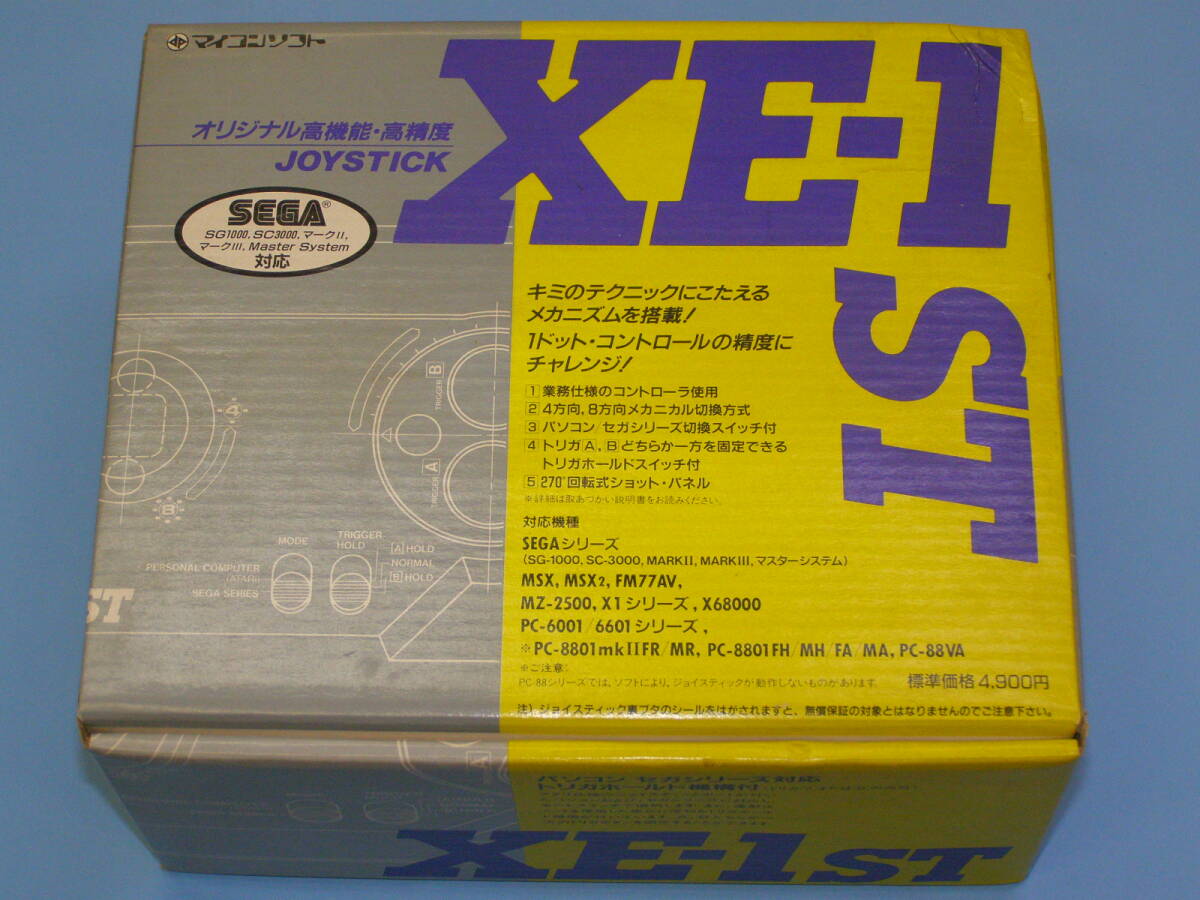 マイコンソフト
XE-1
ST
オリジナル高機能・高精度
JOYSTICK
SEGA®
SG1000, SC3000, マークII,
マークIII, Master System
対応
キミのテクニックにこたえる
メカニズムを搭載!
1ドット・コントロールの精度に
チャレンジ!
1 業務仕様のコントローラ使用
2 4方向, 8方向メカニカル切換方式
3 パソコン/セガシリーズ切換スイッチ付
4 トリガA, Bどちらか一方を固定できる
トリガホールドスイッチ付
5 270°回転式ショット・パネル
※詳細は取あつかい説明書をお読みください。
対応機種
SEGAシリーズ
(SG-1000, SC-3000, MARKII, MARKIII, マスターシステム)
MSX, MSX2, FM77AV,
MZ-2500, X1シリーズ, X68000
PC-6001/6601シリーズ,
※PC-8801mkIIFR/MR, PC-8801FH/MH/FA/MA, PC-88VA
※ご注意:
PC-88シリーズでは、ソフトにより、ジョイスティックが動作しないものがあります。
標準価格4,900円
注) ジョイスティック裏ブタのシールをはがされますと、無償保証の対象とはなりませんのでご注意下さい。
4
8
TRIGGER B
TRIGGER A
MODE
TRIGGER
HOLD
[A] HOLD
NORMAL
[B] HOLD
PERSONAL COMPUTER
(ATARI)
SEGA SERIES
ST
パソコン セガシリーズ対応
トリガホールド機構付
XE-1ST